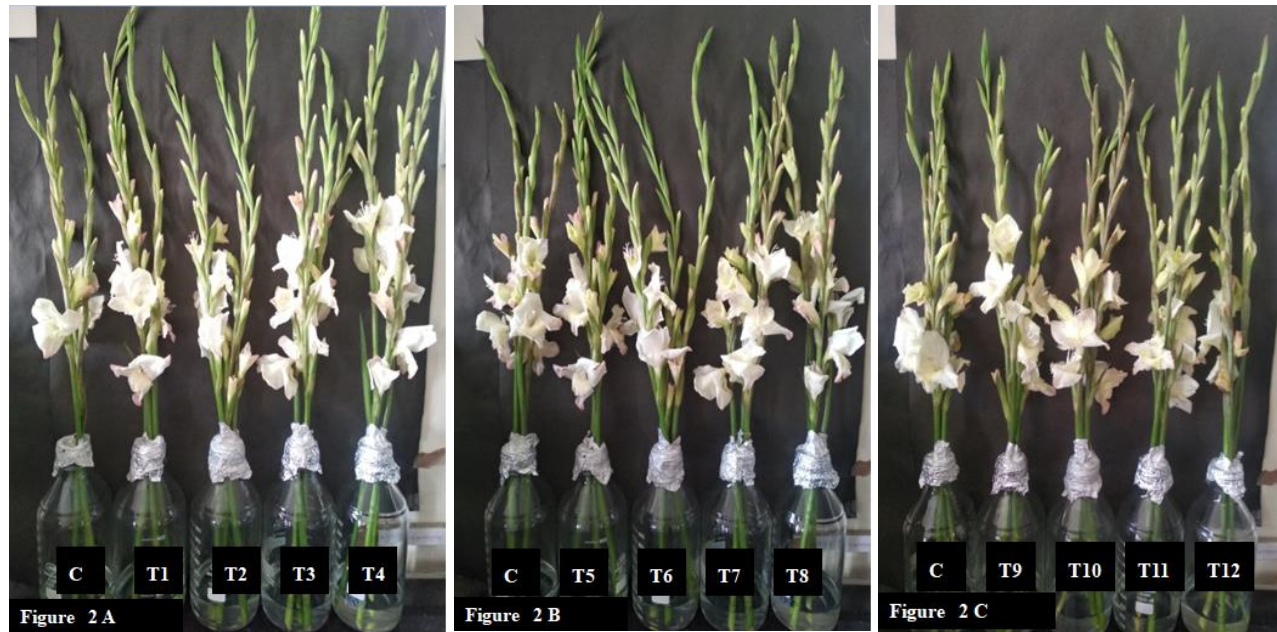 C T1 T2 T3 T4
Figure 2 A
C T5 T6 T7 T8
Figure 2 B
C T9 T10 T11 T12
Figure 2 C